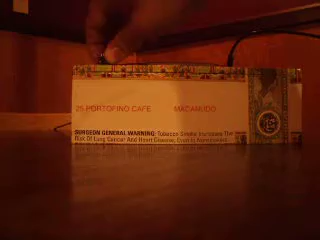 25 PORTOFINO CAFE MACANUDO
SURGEON GENERAL WARNING: Tobacco Smoke Increases The
Risk Of Lung Cancer And Heart Disease, Even In Nonsmokers